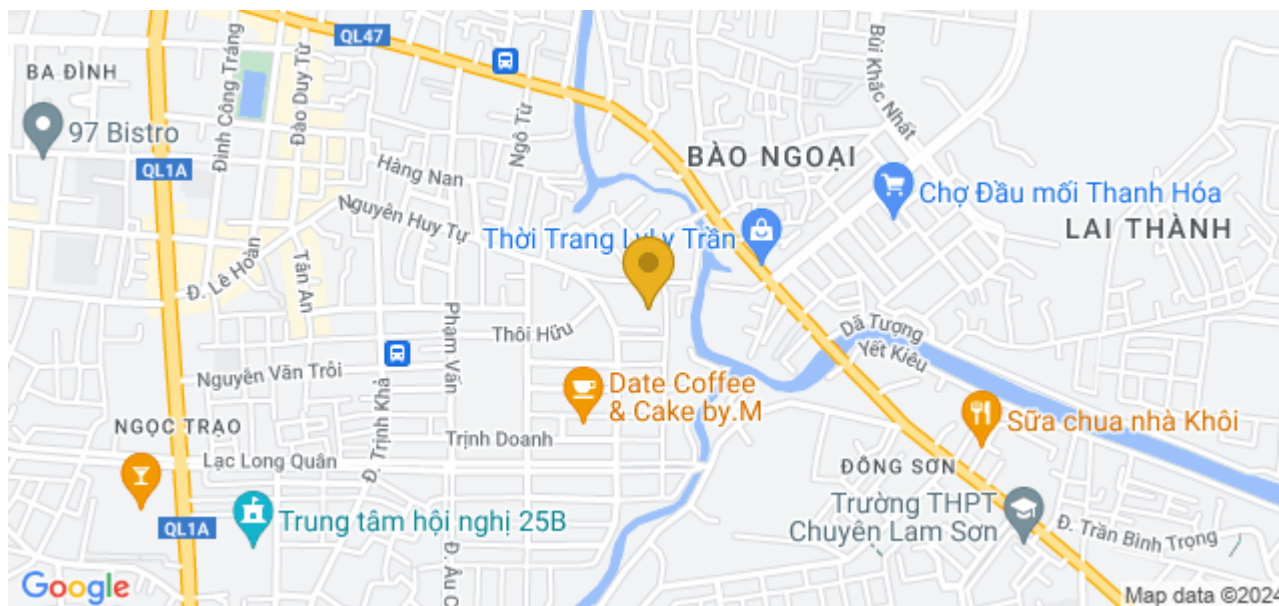 QL47
BA ĐÌNH
Đinh Công Tráng
Đào Duy Từ
Ngô Từ
Bùi Khắc Nhất
97 Bistro
QL1A
Hàng Nan
BÀO NGOẠI
Chợ Đầu mối Thanh Hóa
Nguyễn Huy Tự
LAI THÀNH
Thời Trang LyLy Trần
Đ. Lê Hoàn
Tân An
Phạm Vấn
Thôi Hữu
Dã Tượng
Yết Kiêu
Nguyễn Văn Trỗi
Đ. Trịnh Khả
Date Coffee
& Cake by.M
NGỌC TRẠO
Trịnh Doanh
Sữa chua nhà Khôi
Lạc Long Quân
ĐÔNG SƠN
Trường THPT
Chuyên Lam Sơn
QL1A
Trung tâm hội nghị 25B
Đ. Trần Bình Trọng
Đ. Âu C
Google
Map data ©2024